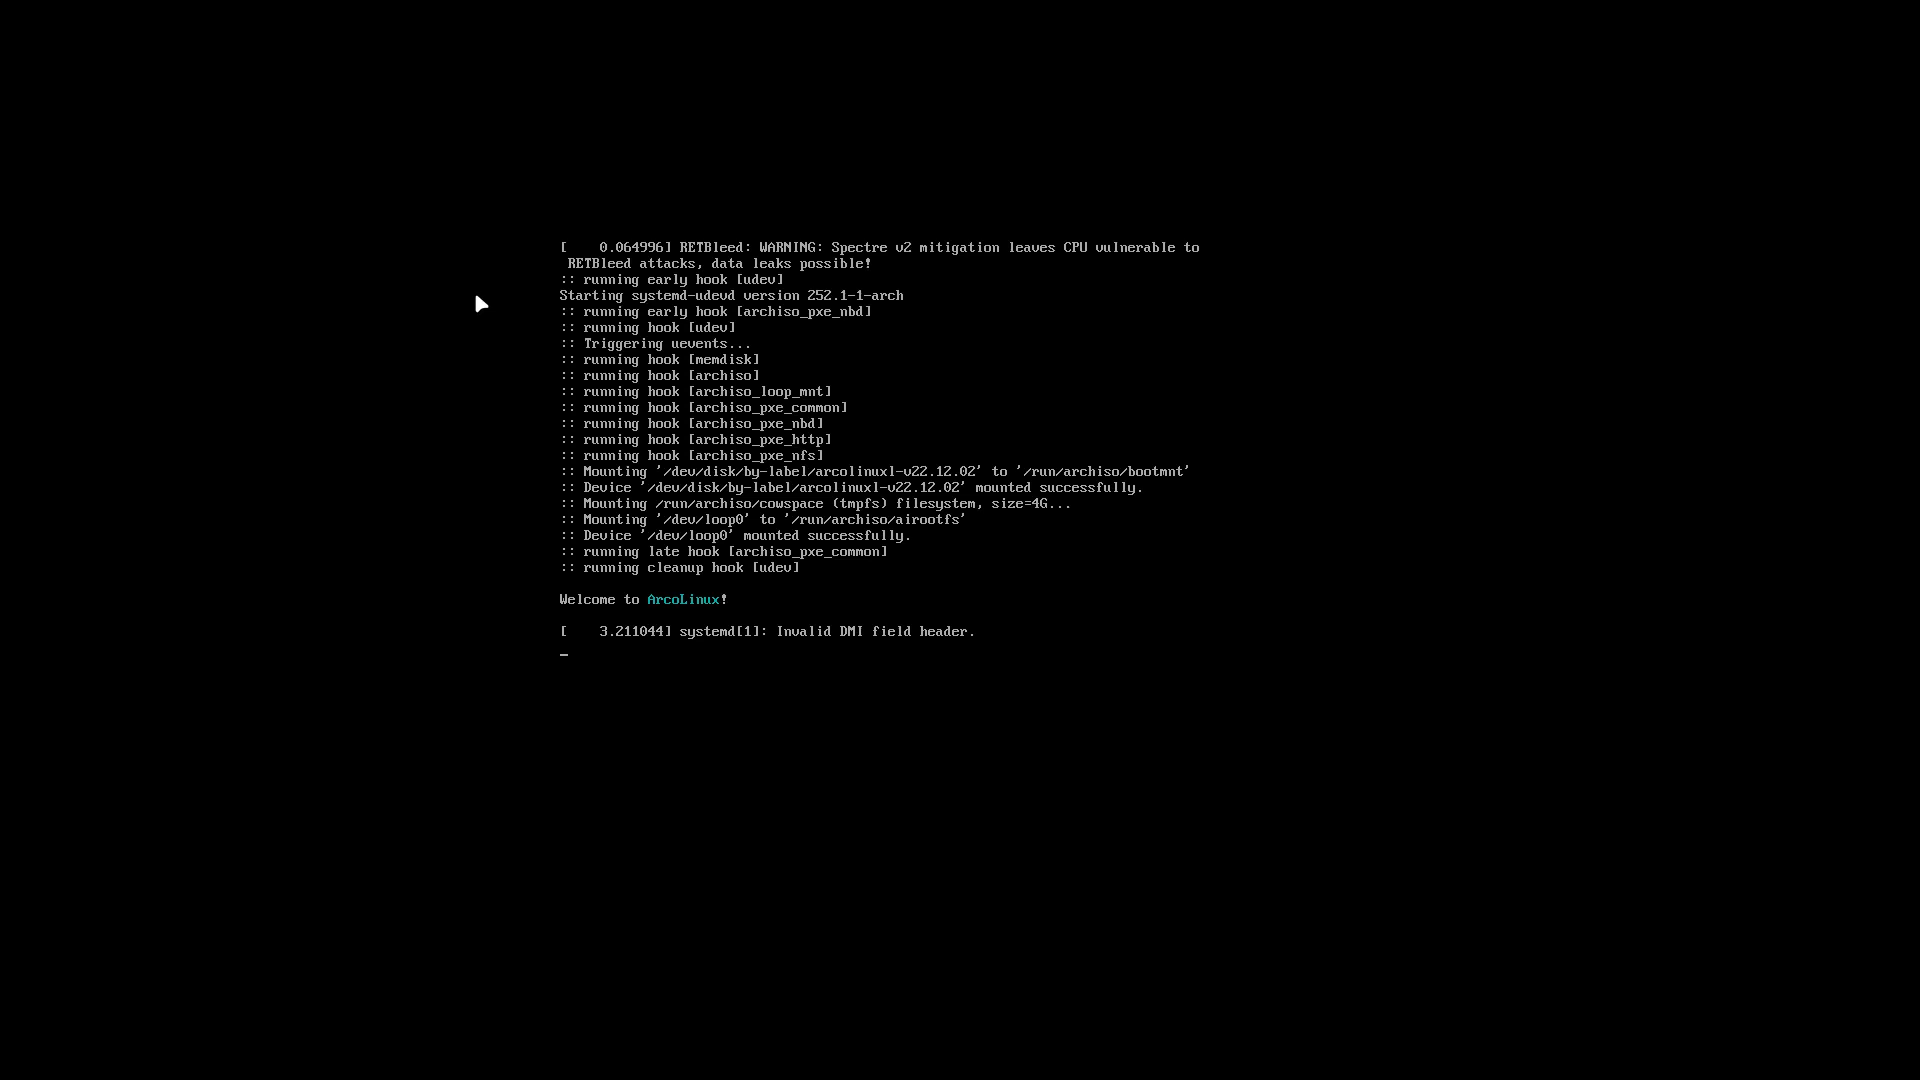 [    0.064996] RETBleed: WARNING: Spectre v2 mitigation leaves CPU vulnerable to
 RETBleed attacks, data leaks possible!
:: running early hook [udev]
Starting systemd-udevd version 252.1-1-arch
:: running early hook [archiso_pxe_nbd]
:: running hook [udev]
:: Triggering uevents...
:: running hook [memdisk]
:: running hook [archiso]
:: running hook [archiso_loop_mnt]
:: running hook [archiso_pxe_common]
:: running hook [archiso_pxe_nbd]
:: running hook [archiso_pxe_http]
:: running hook [archiso_pxe_nfs]
:: Mounting '/dev/disk/by-label/arcolinuxl-v22.12.02' to '/run/archiso/bootmnt'
:: Device '/dev/disk/by-label/arcolinuxl-v22.12.02' mounted successfully.
:: Mounting /run/archiso/cowspace (tmpfs) filesystem, size=4G...
:: Mounting '/dev/loop0' to '/run/archiso/airootfs'
:: Device '/dev/loop0' mounted successfully.
:: running late hook [archiso_pxe_common]
:: running cleanup hook [udev]
Welcome to ArcoLinux!
[    3.211044] systemd[1]: Invalid DMI field header.
_